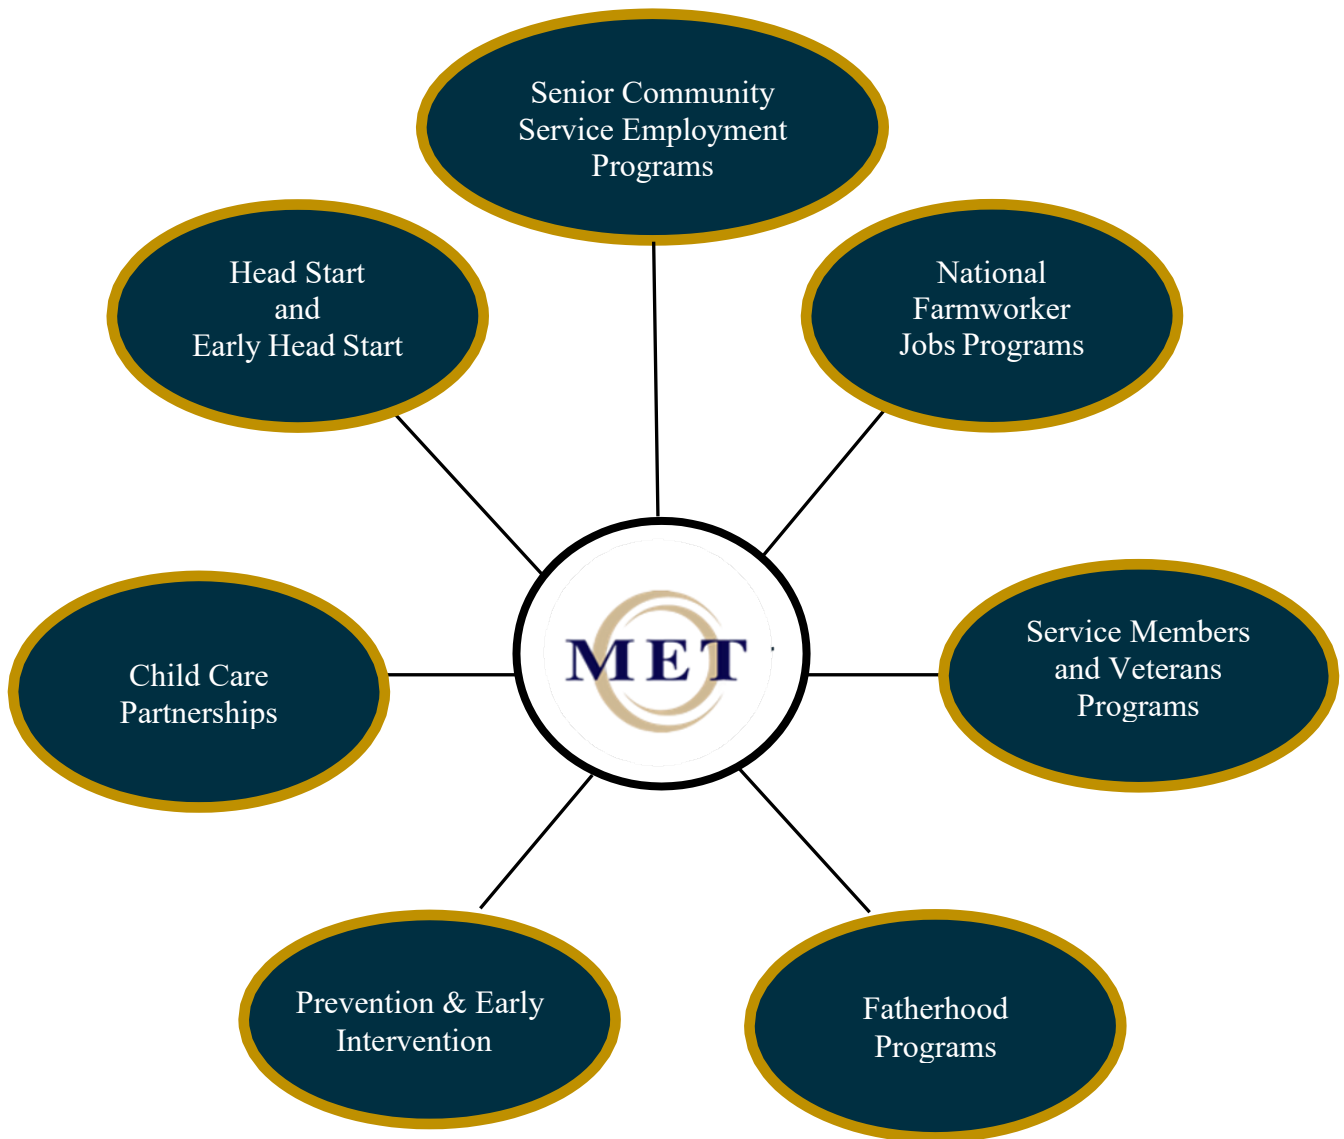 Senior Community
Service Employment
Programs
Head Start
and
Early Head Start
National
Farmworker
Jobs Programs
MET
Service Members
and Veterans
Programs
Child Care
Partnerships
Prevention & Early
Intervention
Fatherhood
Programs